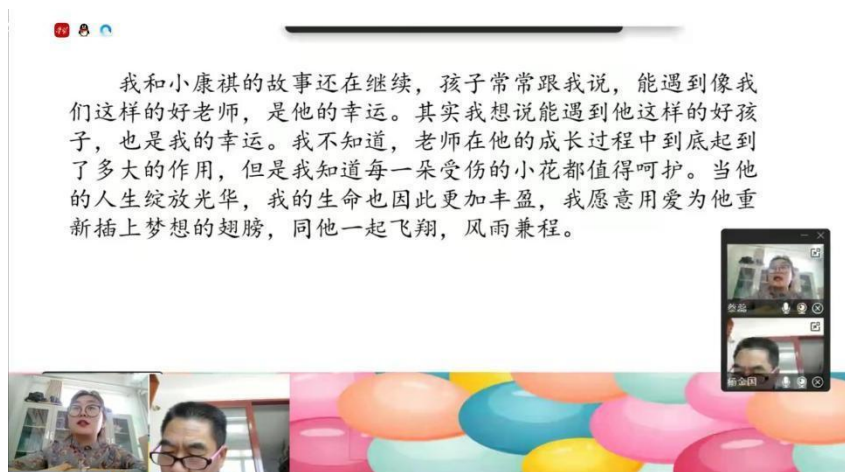 我和小康祺的故事还在继续，孩子常常跟我说，能遇到像我
们这样的好老师，是他的幸运。其实我想说能遇到他这样的好孩
子，也是我的幸运。我不知道，老师在他的成长过程中到底起到
了多大的作用，但是我知道每一朵受伤的小花都值得呵护。当他
的人生绽放光华，我的生命也因此更加丰盈，我愿意用爱为他重
新插上梦想的翅膀，同他一起飞翔，风雨兼程。
杨金国